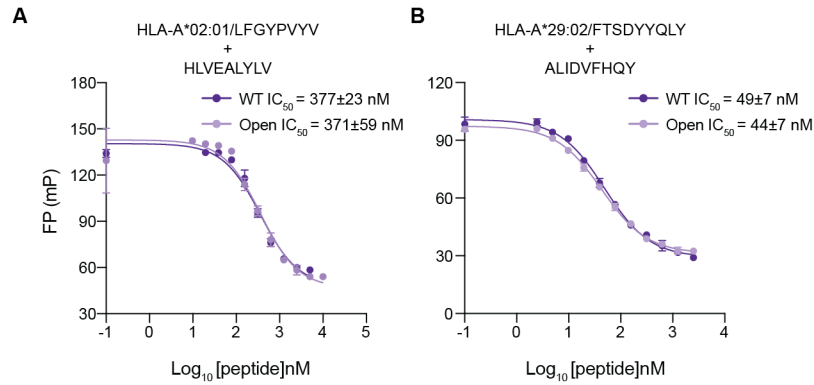 A
HLA-A*02:01/LFGYPVYV
+
HLVEALYLV
WT IC50 = 377±23 nM
Open IC50 = 371±59 nM
FP (mP)
180
150
120
90
60
30
-1 0 1 2 3 4 5
Log10 [peptide]nM
B
HLA-A*29:02/FTSDYYQLY
+
ALIDVFHQY
WT IC50 = 49±7 nM
Open IC50 = 44±7 nM
120
90
60
30
0
-1 0 1 2 3 4
Log10 [peptide]nM